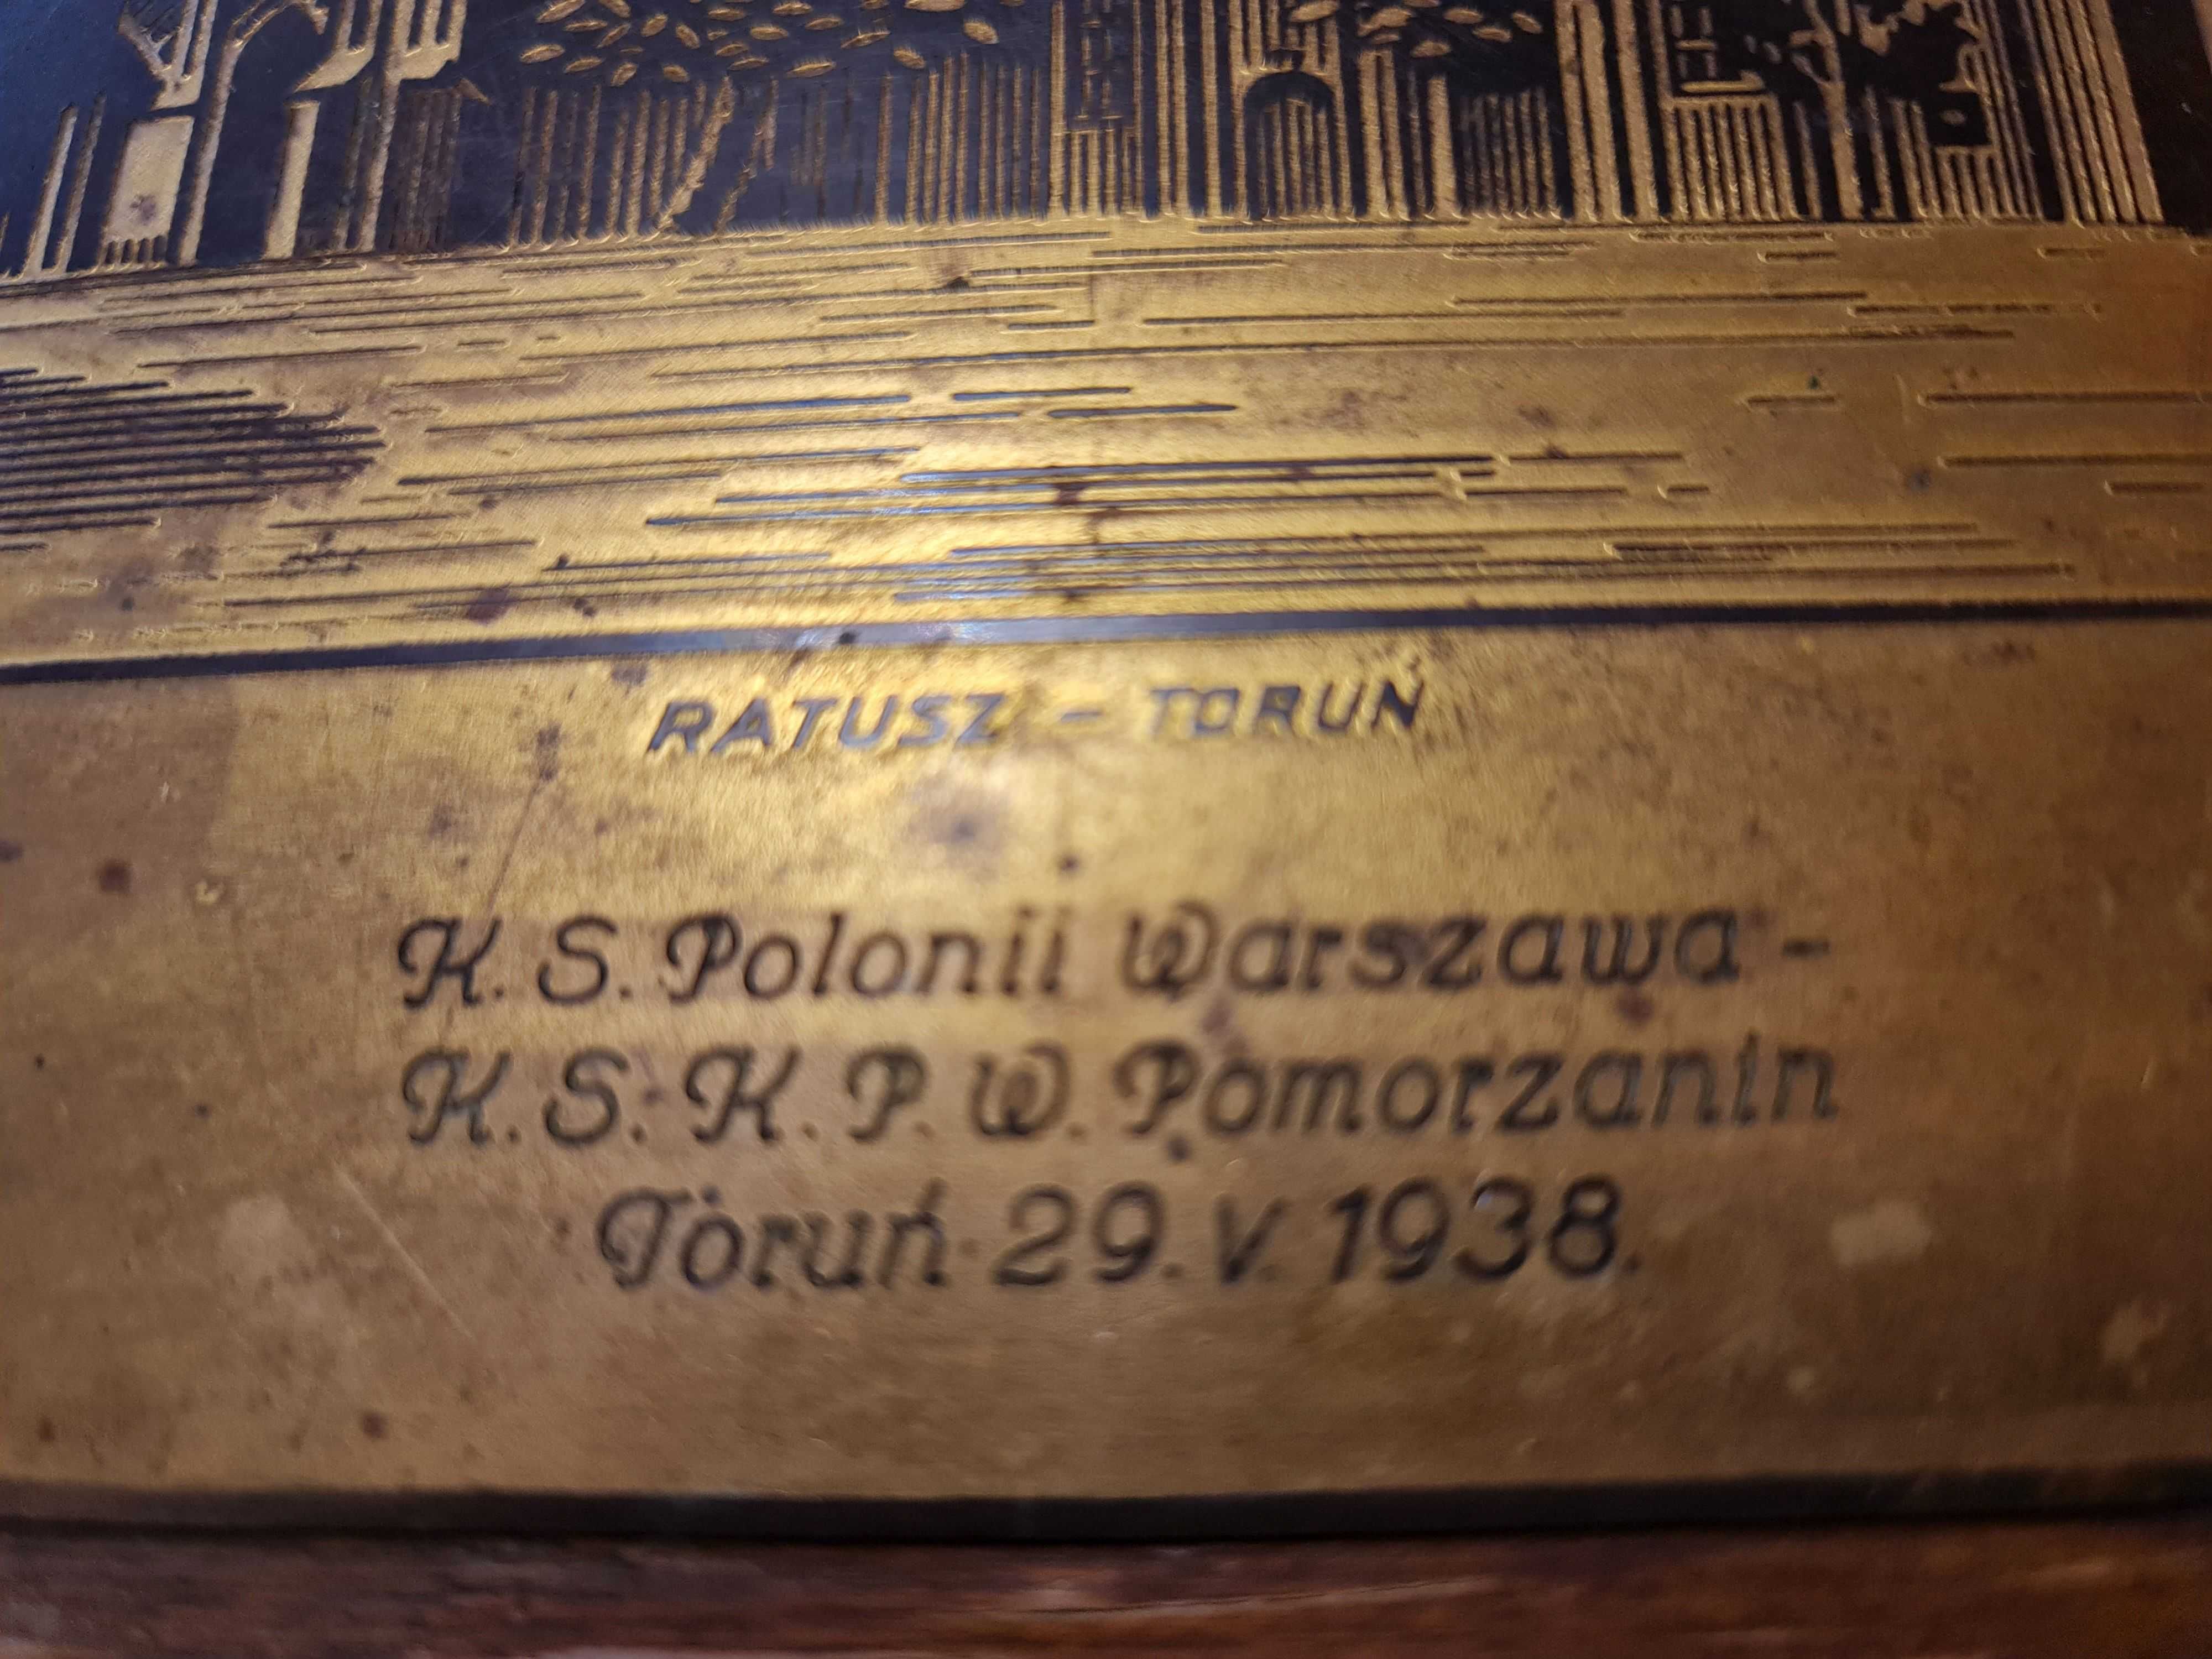 RATUSZ - TORUŃ
K. S. Polonii Warszawa -
K. S. K. P. W. Pomorzanin
Toruń 29. V. 1938.